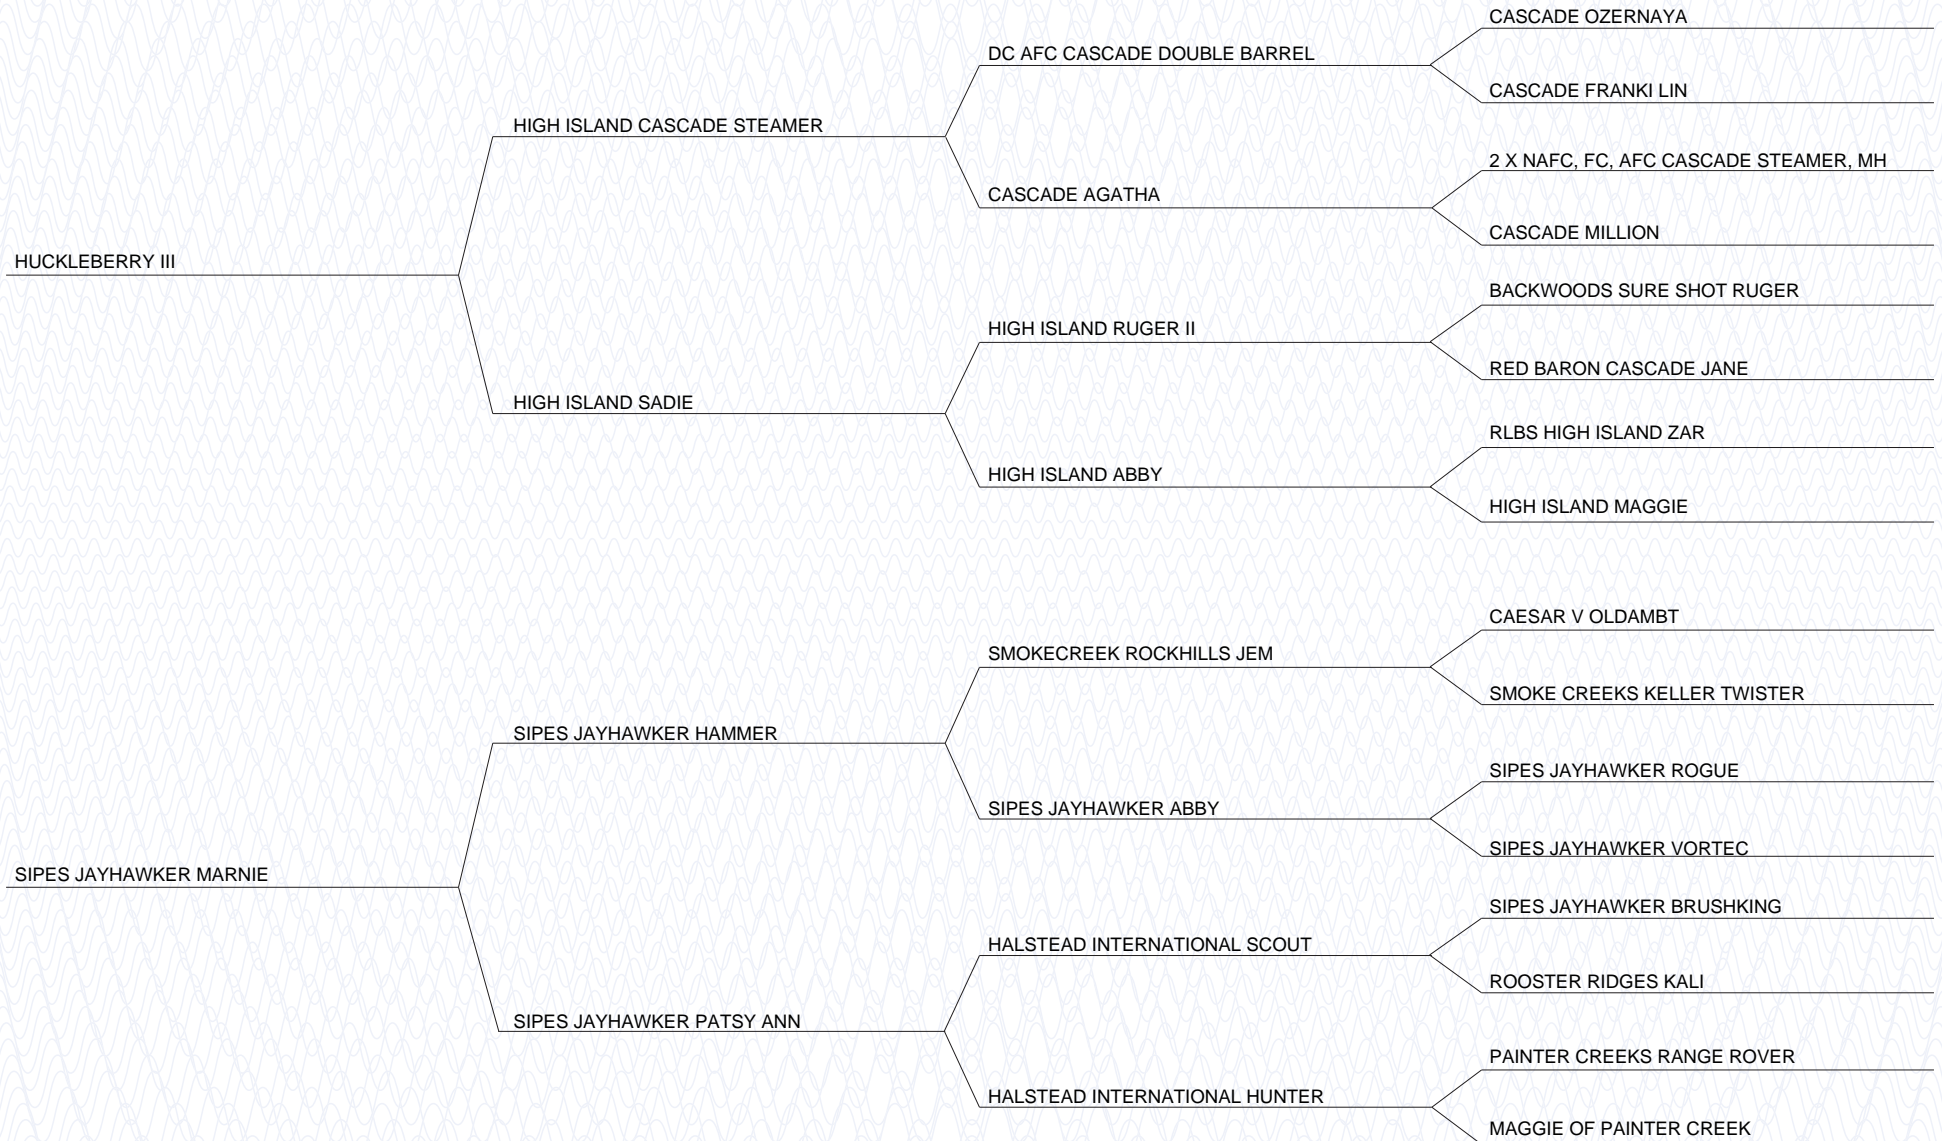 CASCADE OZERNAYA
DC AFC CASCADE DOUBLE BARREL
CASCADE FRANKI LIN
HIGH ISLAND CASCADE STEAMER
2 X NAFC, FC, AFC CASCADE STEAMER, MH
CASCADE AGATHA
CASCADE MILLION
HUCKLEBERRY III
BACKWOODS SURE SHOT RUGER
HIGH ISLAND RUGER II
RED BARON CASCADE JANE
HIGH ISLAND SADIE
RLBS HIGH ISLAND ZAR
HIGH ISLAND ABBY
HIGH ISLAND MAGGIE
CAESAR V OLDAMBT
SMOKECREEK ROCKHILLS JEM
SMOKE CREEKS KELLER TWISTER
SIPES JAYHAWKER HAMMER
SIPES JAYHAWKER ROGUE
SIPES JAYHAWKER ABBY
SIPES JAYHAWKER VORTEC
SIPES JAYHAWKER MARNIE
SIPES JAYHAWKER BRUSHKING
HALSTEAD INTERNATIONAL SCOUT
ROOSTER RIDGES KALI
SIPES JAYHAWKER PATSY ANN
PAINTER CREEKS RANGE ROVER
HALSTEAD INTERNATIONAL HUNTER
MAGGIE OF PAINTER CREEK